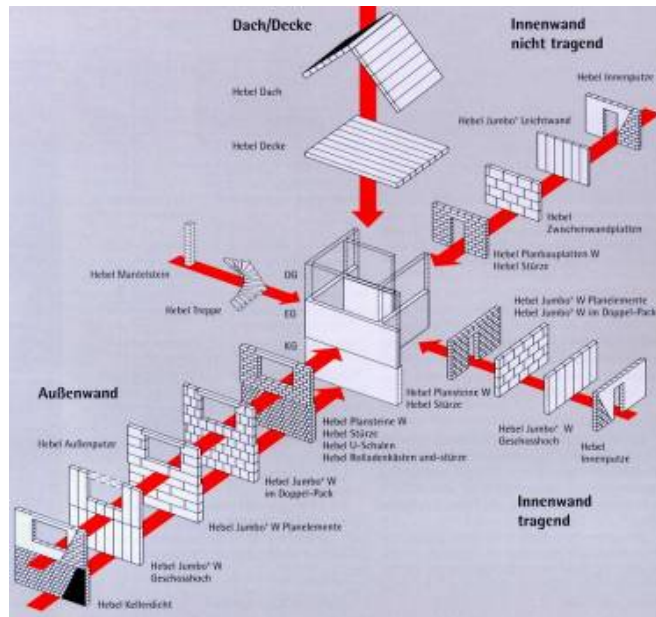 Dach/Decke
Hebel Dach
Hebel Decke
Innenwand
nicht tragend
Hebel Innenputze
Hebel Jumbo® Leichtwand
Hebel
Zwischenwandplatten
Hebel Planbauplatten W
Hebel Stürze
Hebel Mantelstein
Hebel Treppe
DG
EG
KG
Hebel Jumbo® W Planelemente
Hebel Jumbo® W im Doppel-Pack
Hebel Plansteine W
Hebel Stürze
Hebel Jumbo® W
Geschosshoch
Hebel
Innenputze
Innenwand
tragend
Außenwand
Hebel Außenputze
Hebel Plansteine W
Hebel Stürze
Hebel U-Schalen
Hebel Rolladenkästen und-stürze
Hebel Jumbo® W
im Doppel-Pack
Hebel Jumbo® W Planelemente
Hebel Jumbo® W
Geschosshoch
Hebel Kellerdicht